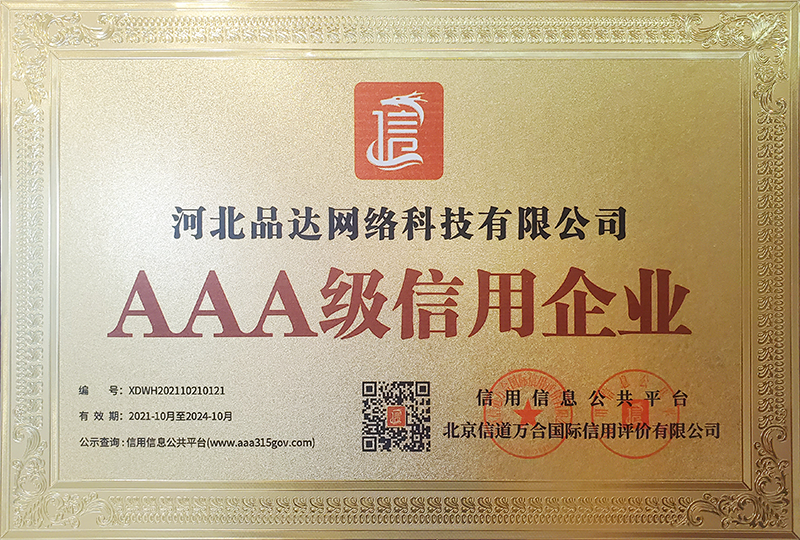 信
河北品达网络科技有限公司
AAA级信用企业
编 号：XDWH202110210121
有 效 期：2021-10月至2024-10月
公示查询：信用信息公共平台(www.aaa315gov.com)
信用信息公共平台
北京信道万合国际信用评价有限公司